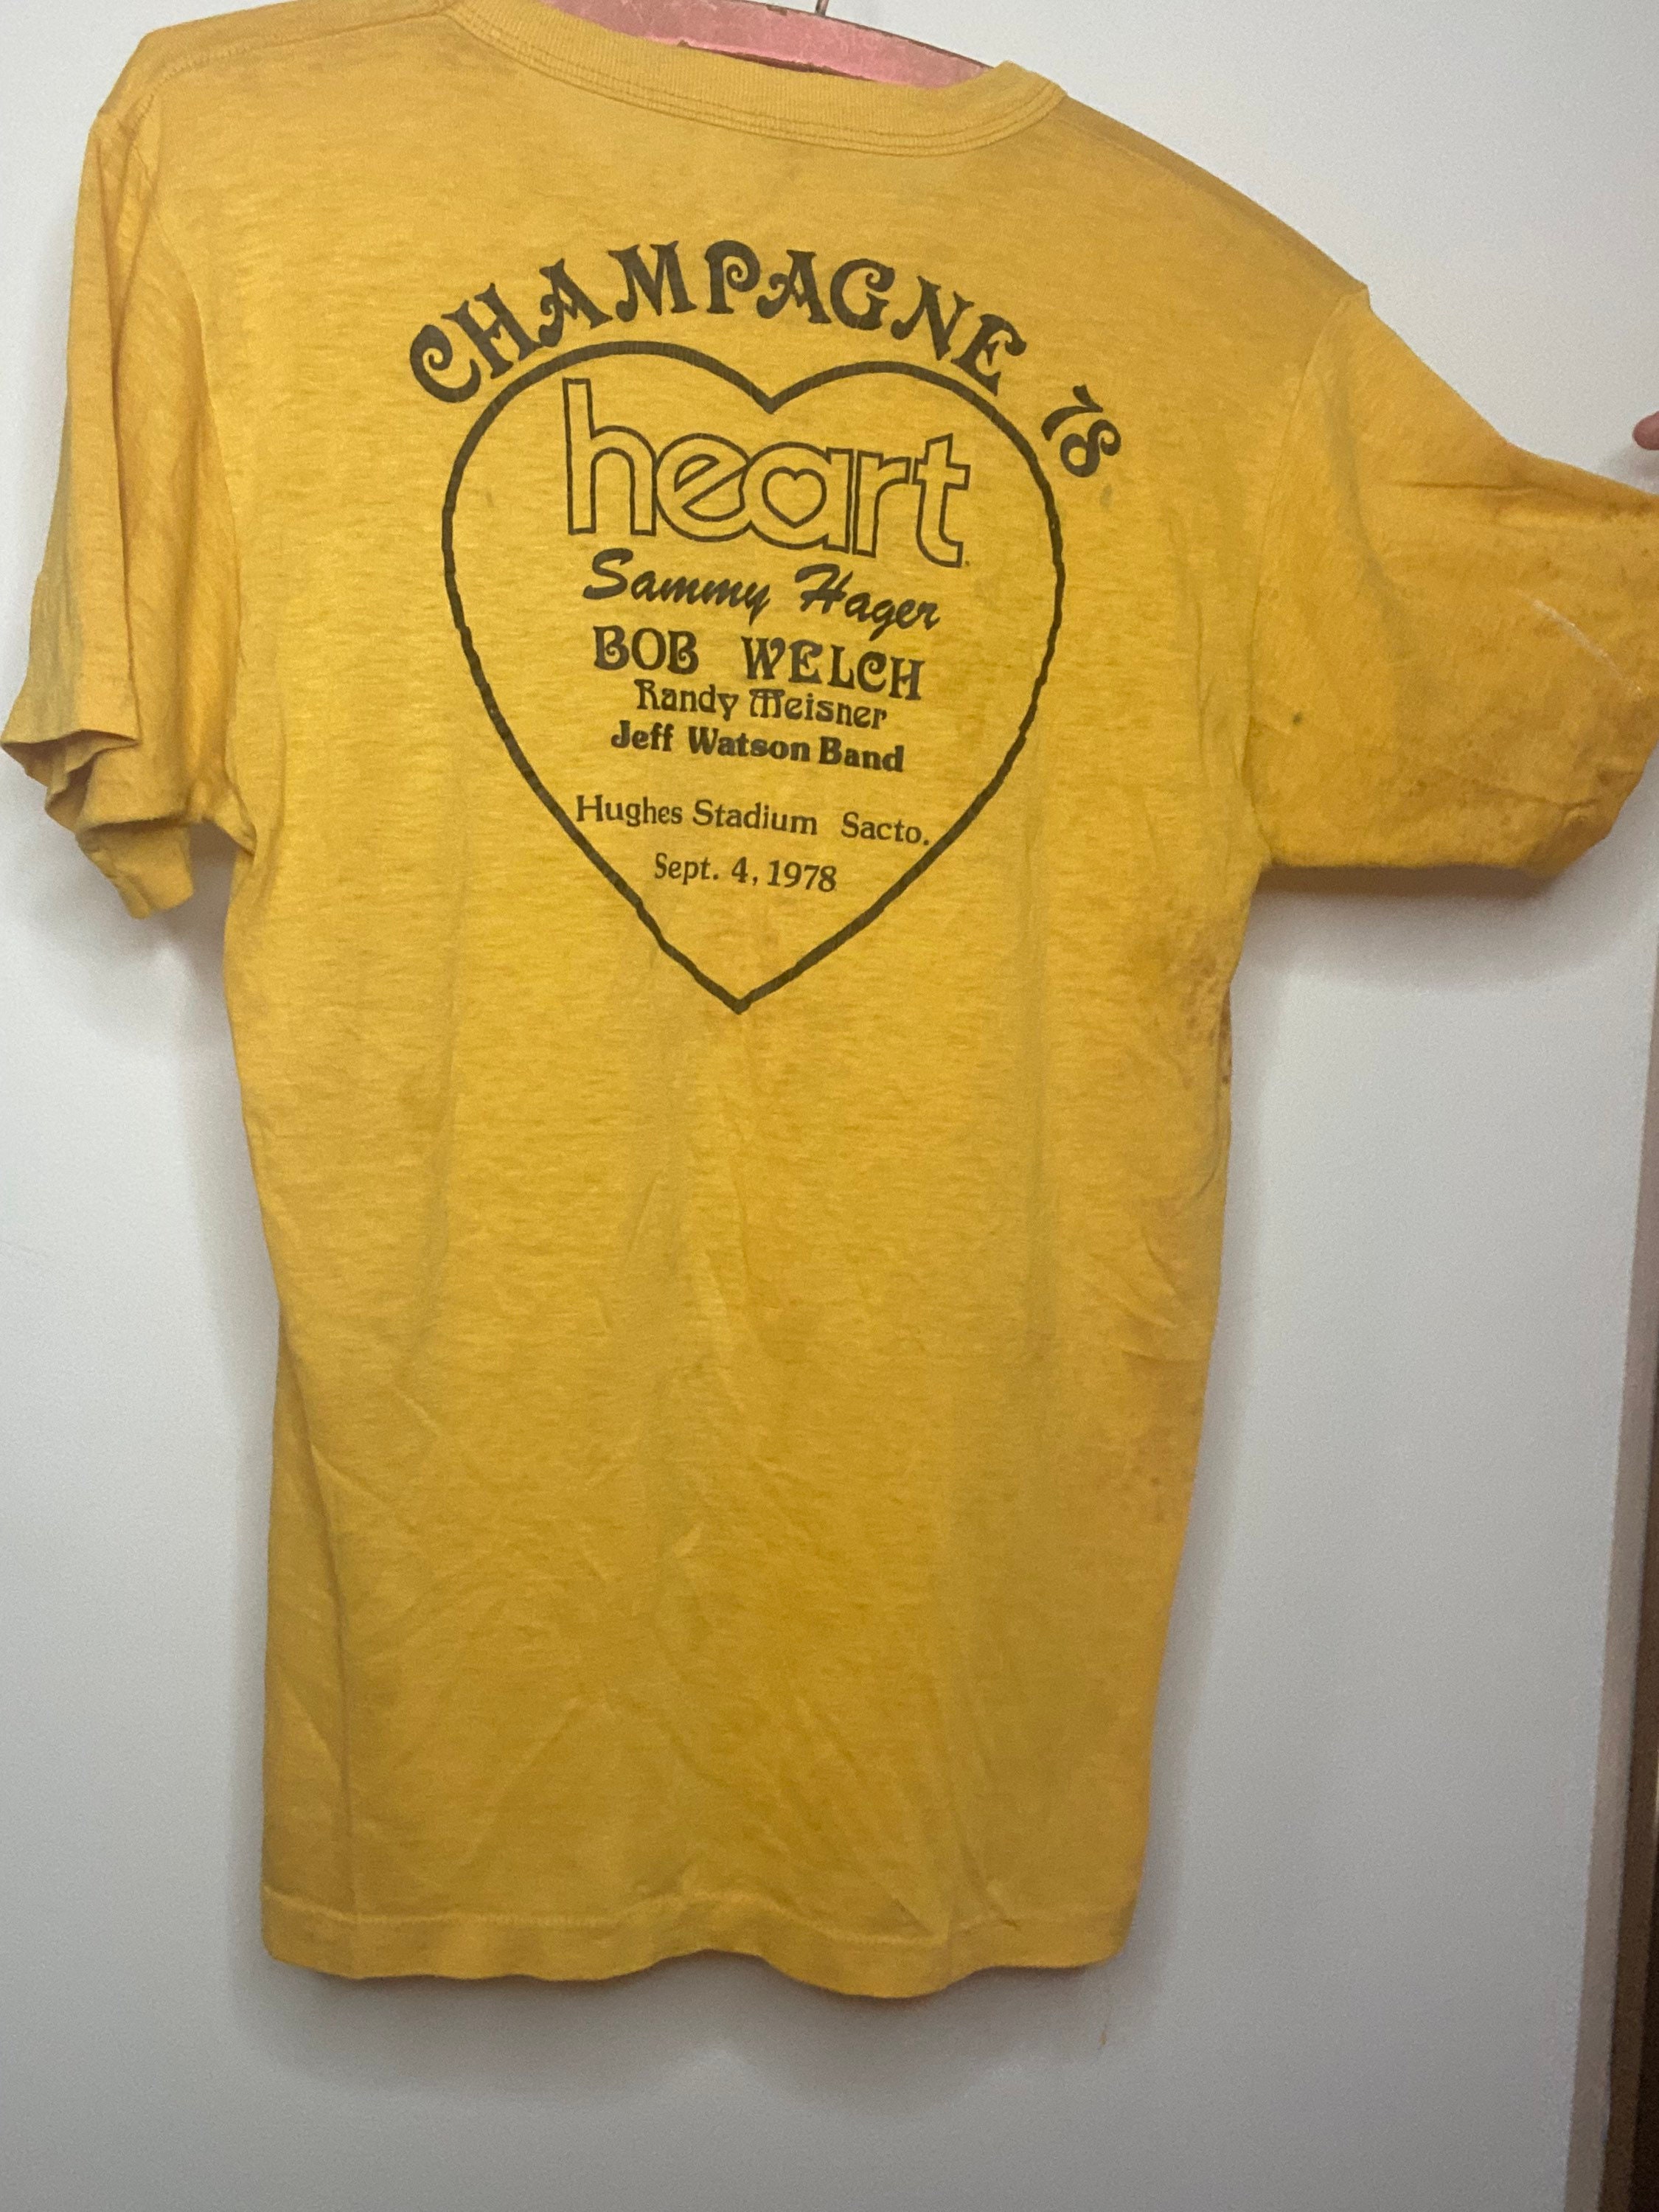 CHAMPAGNE 78
heart
Sammy Hager
BOB WELCH
Randy Meisner
Jeff Watson Band
Hughes Stadium Sacto.
Sept. 4, 1978